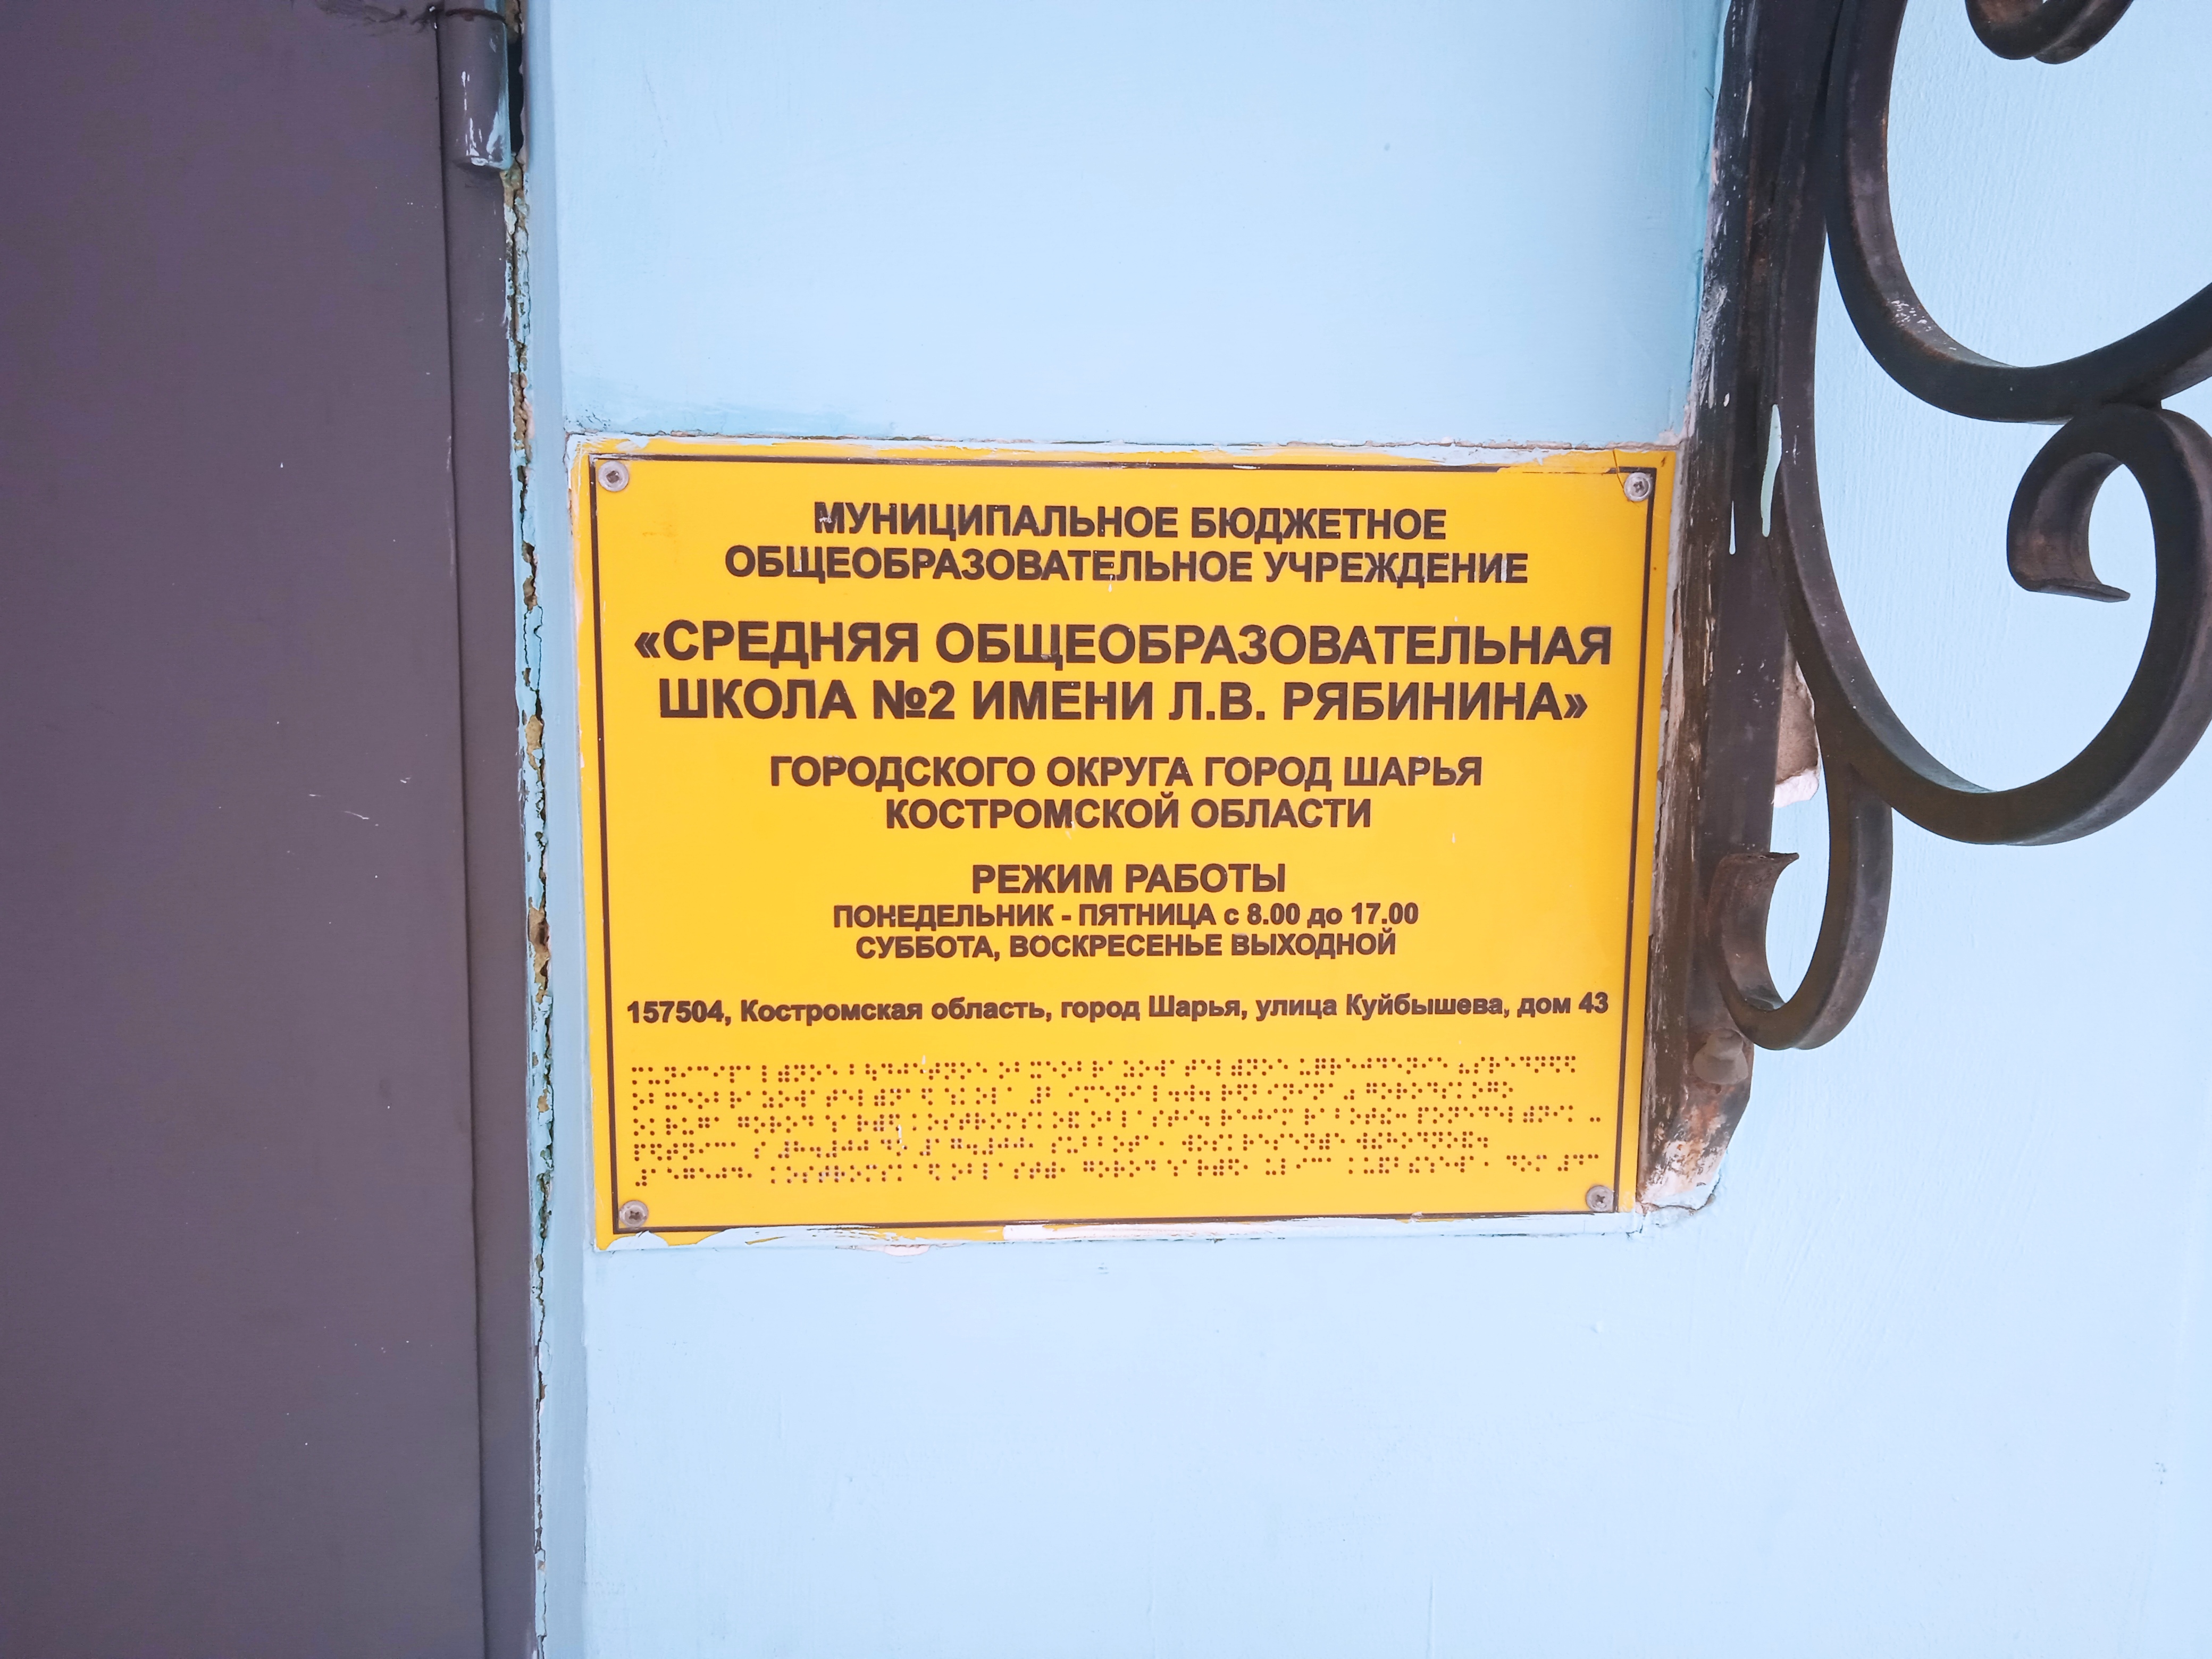 МУНИЦИПАЛЬНОЕ БЮДЖЕТНОЕ
ОБЩЕОБРАЗОВАТЕЛЬНОЕ УЧРЕЖДЕНИЕ
«СРЕДНЯЯ ОБЩЕОБРАЗОВАТЕЛЬНАЯ
ШКОЛА №2 ИМЕНИ Л.В. РЯБИНИНА»
ГОРОДСКОГО ОКРУГА ГОРОД ШАРЬЯ
КОСТРОМСКОЙ ОБЛАСТИ
РЕЖИМ РАБОТЫ
ПОНЕДЕЛЬНИК - ПЯТНИЦА с 8.00 до 17.00
СУББОТА, ВОСКРЕСЕНЬЕ ВЫХОДНОЙ
157504, Костромская область, город Шарья, улица Куйбышева, дом 43